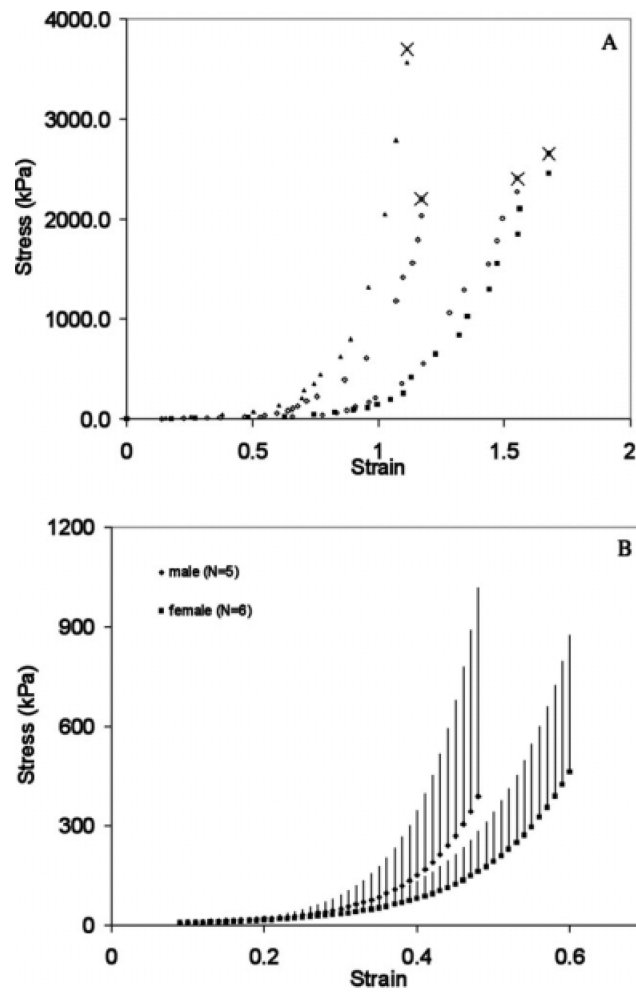 A
4000.0
3000.0
2000.0
1000.0
0.0
Stress (kPa)
0
0.5
1
1.5
2
Strain
B
1200
900
600
300
0
Stress (kPa)
male (N=5)
female (N=6)
0
0.2
0.4
0.6
Strain